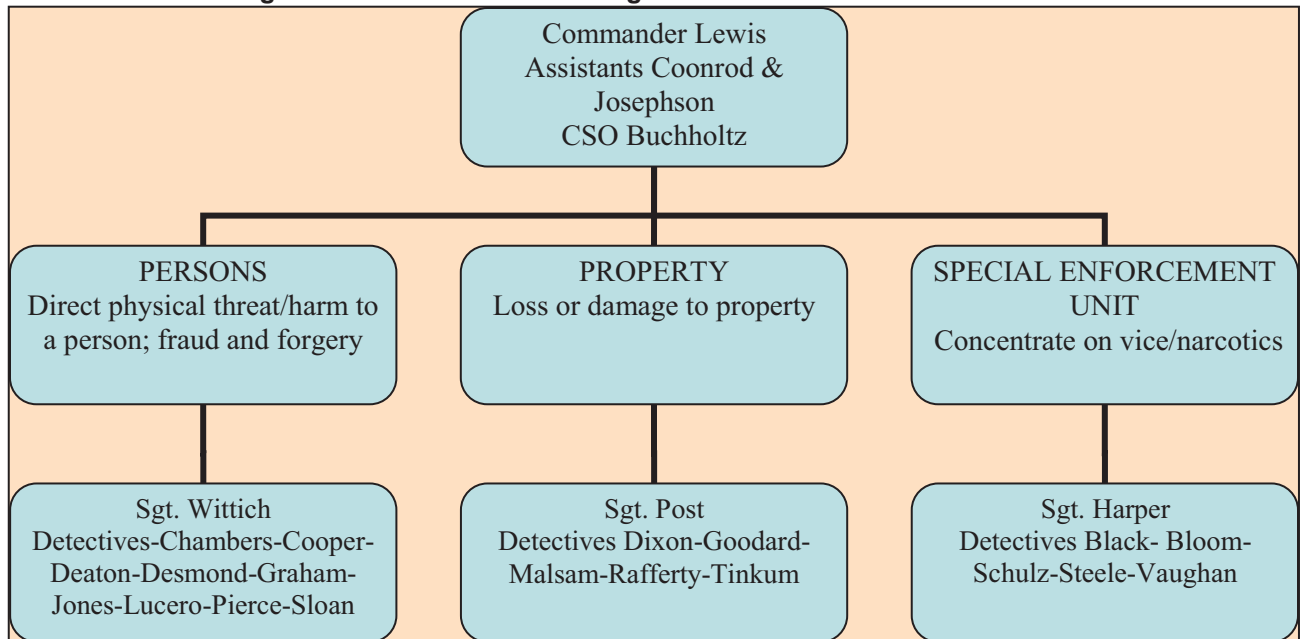 Commander Lewis
Assistants Coonrod &
Josephson
CSO Buchholtz
PERSONS
Direct physical threat/harm to
a person; fraud and forgery
PROPERTY
Loss or damage to property
SPECIAL ENFORCEMENT
UNIT
Concentrate on vice/narcotics
Sgt. Wittich
Detectives-Chambers-Cooper-
Deaton-Desmond-Graham-
Jones-Lucero-Pierce-Sloan
Sgt. Post
Detectives Dixon-Goodard-
Malsam-Rafferty-Tinkum
Sgt. Harper
Detectives Black- Bloom-
Schulz-Steele-Vaughan